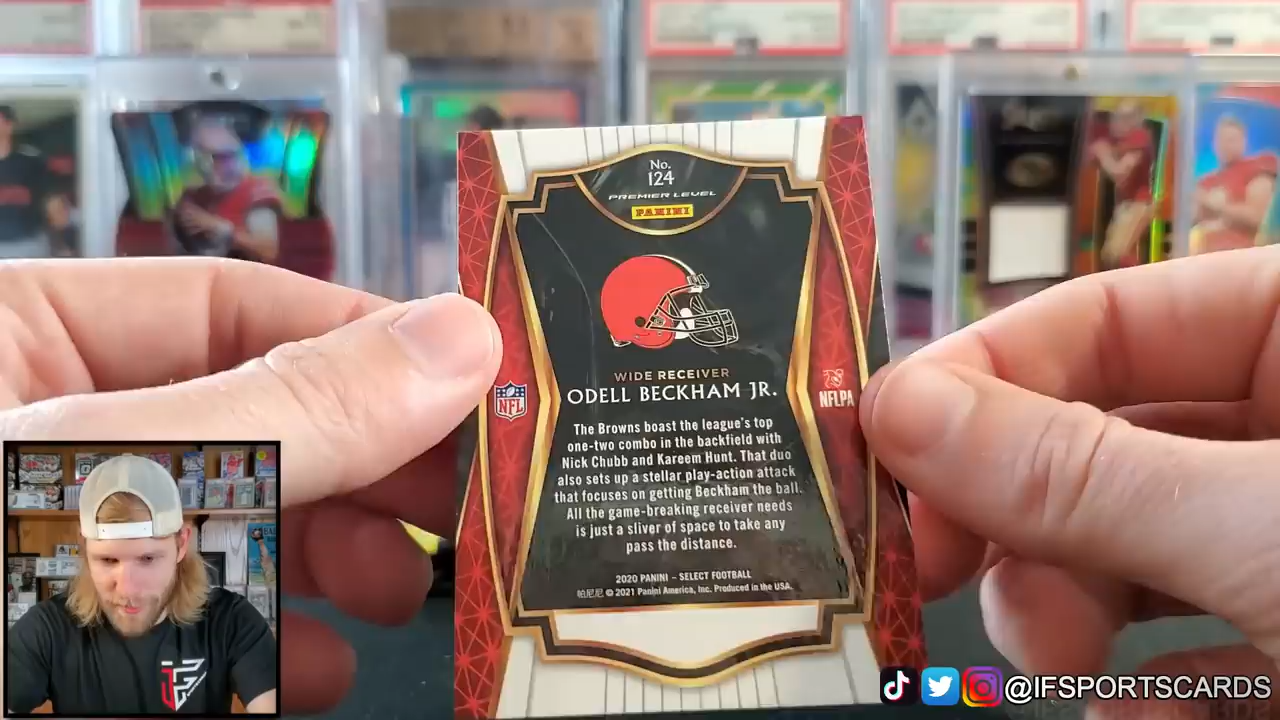 No.
124
PREMIER LEVEL
PANINI
WIDE RECEIVER
ODELL BECKHAM JR.
NFL
NFLPA
The Browns boast the league's top
one-two combo in the backfield with
Nick Chubb and Kareem Hunt. That duo
also sets up a stellar play-action attack
that focuses on getting Beckham the ball.
All the game-breaking receiver needs
is just a sliver of space to take any
pass the distance.
2020 PANINI – SELECT FOOTBALL
帕尼尼 © 2021 Panini America, Inc. Produced in the USA.
@IFSPORTSCARDS